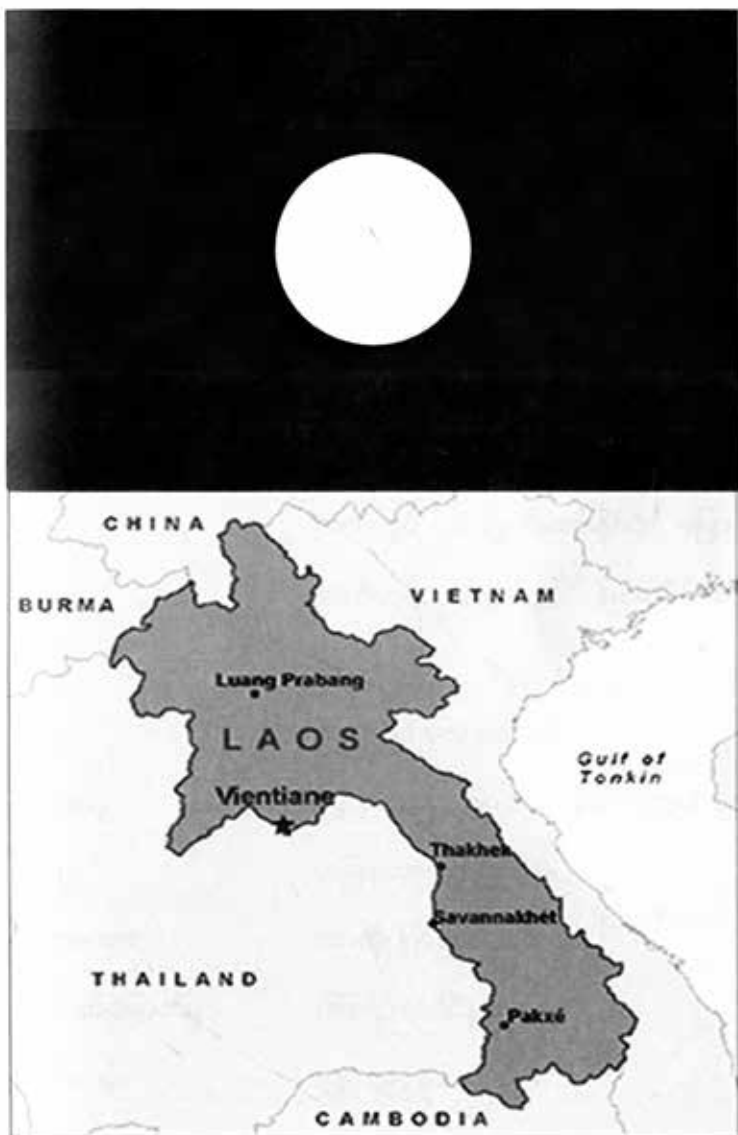 CHINA
BURMA
VIETNAM
Luang Prabang
LAOS
Gulf of
Tonkin
Vientiane
Thakhek
Savannakhét
THAILAND
Pakxé
CAMBODIA